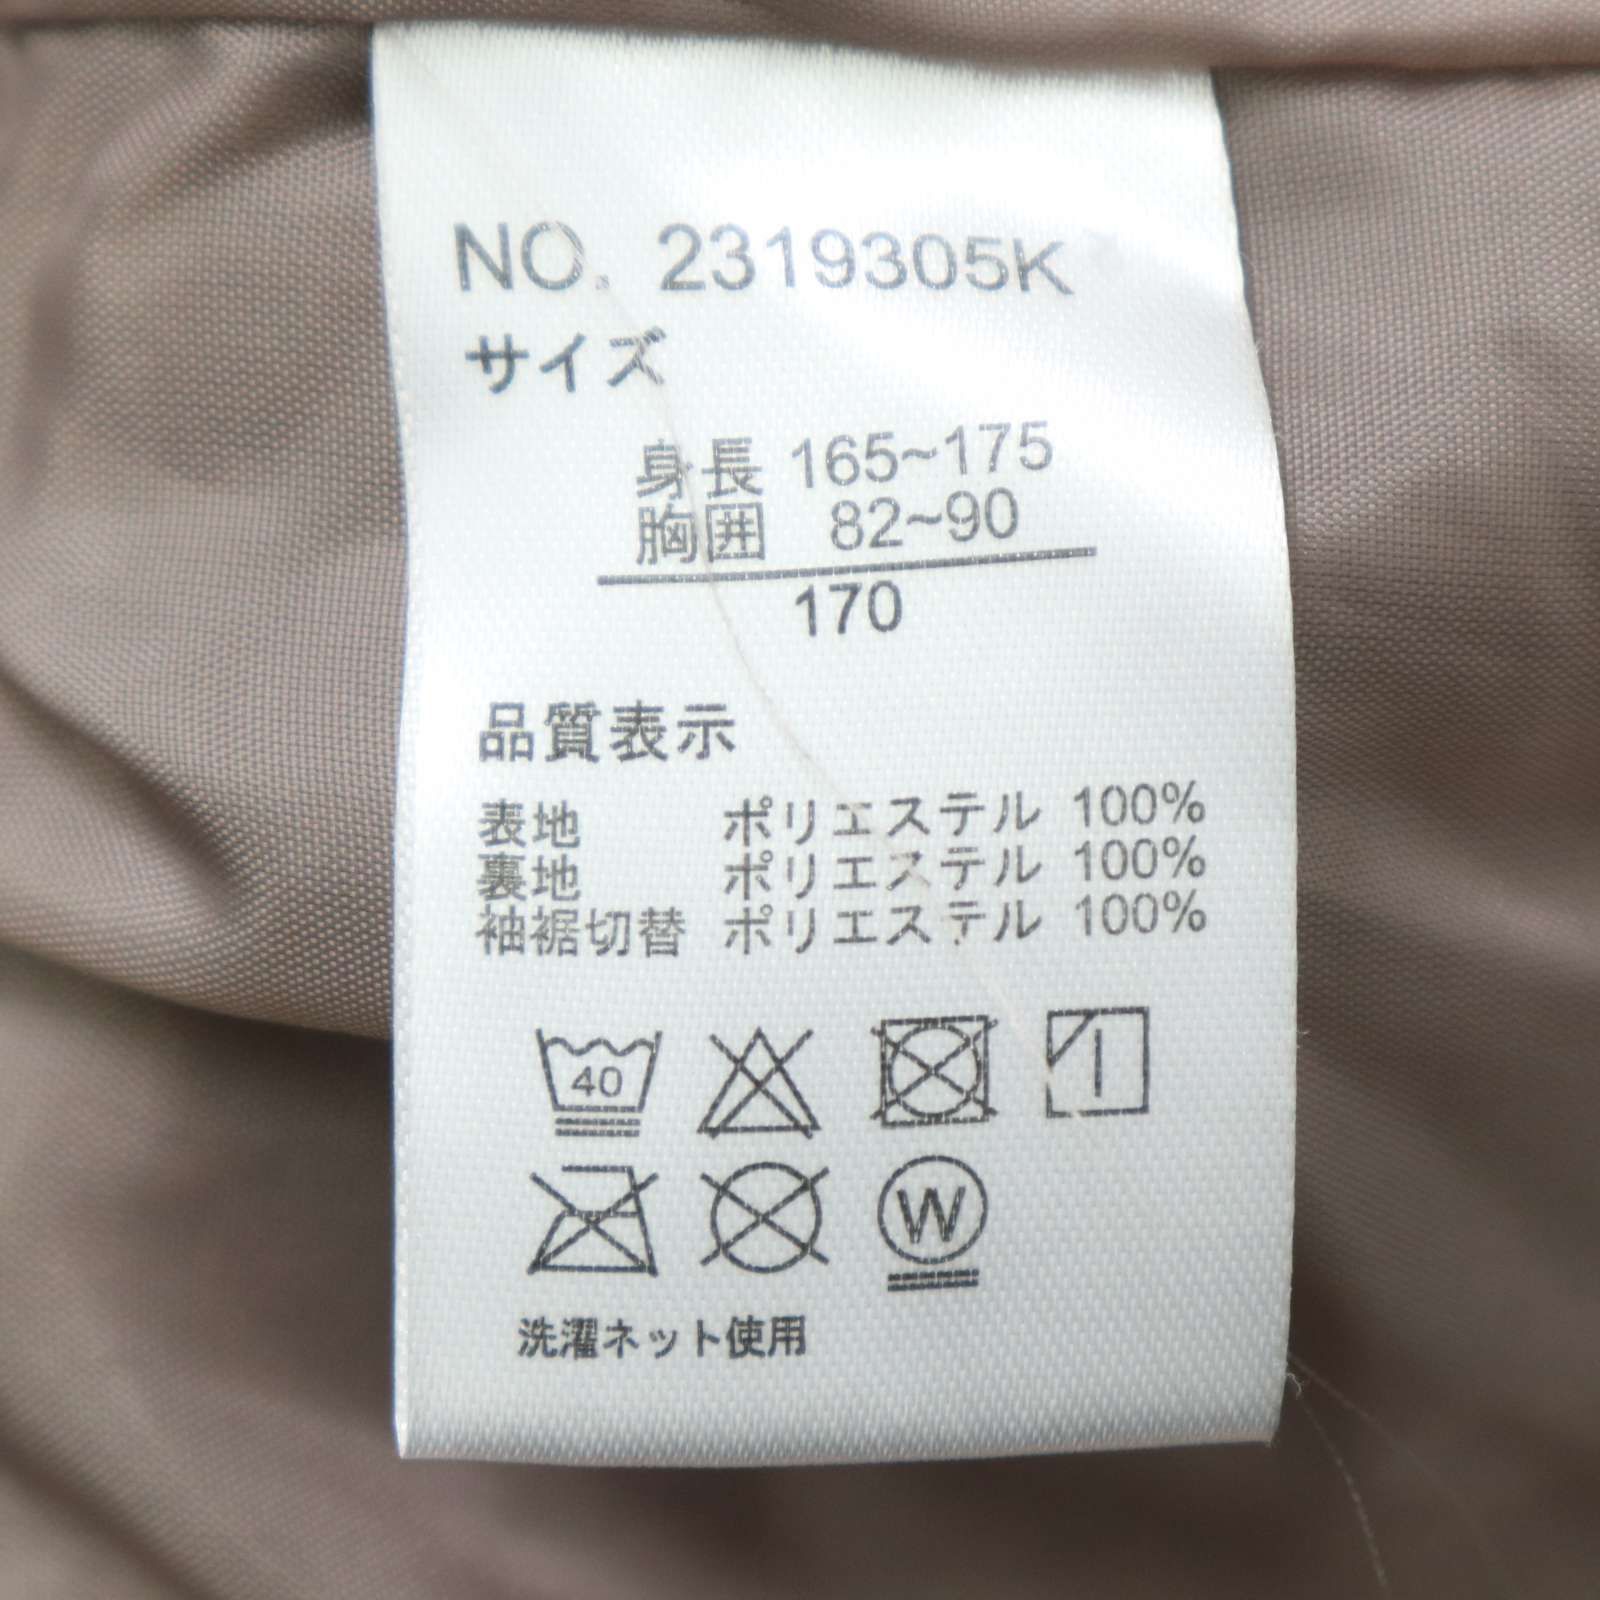 NO. 2319305K
サイズ
身長 165~175
胸囲 82~90
170
品質表示
表地 ポリエステル 100%
裏地 ポリエステル 100%
袖裾切替 ポリエステル 100%
40
W
洗濯ネット使用